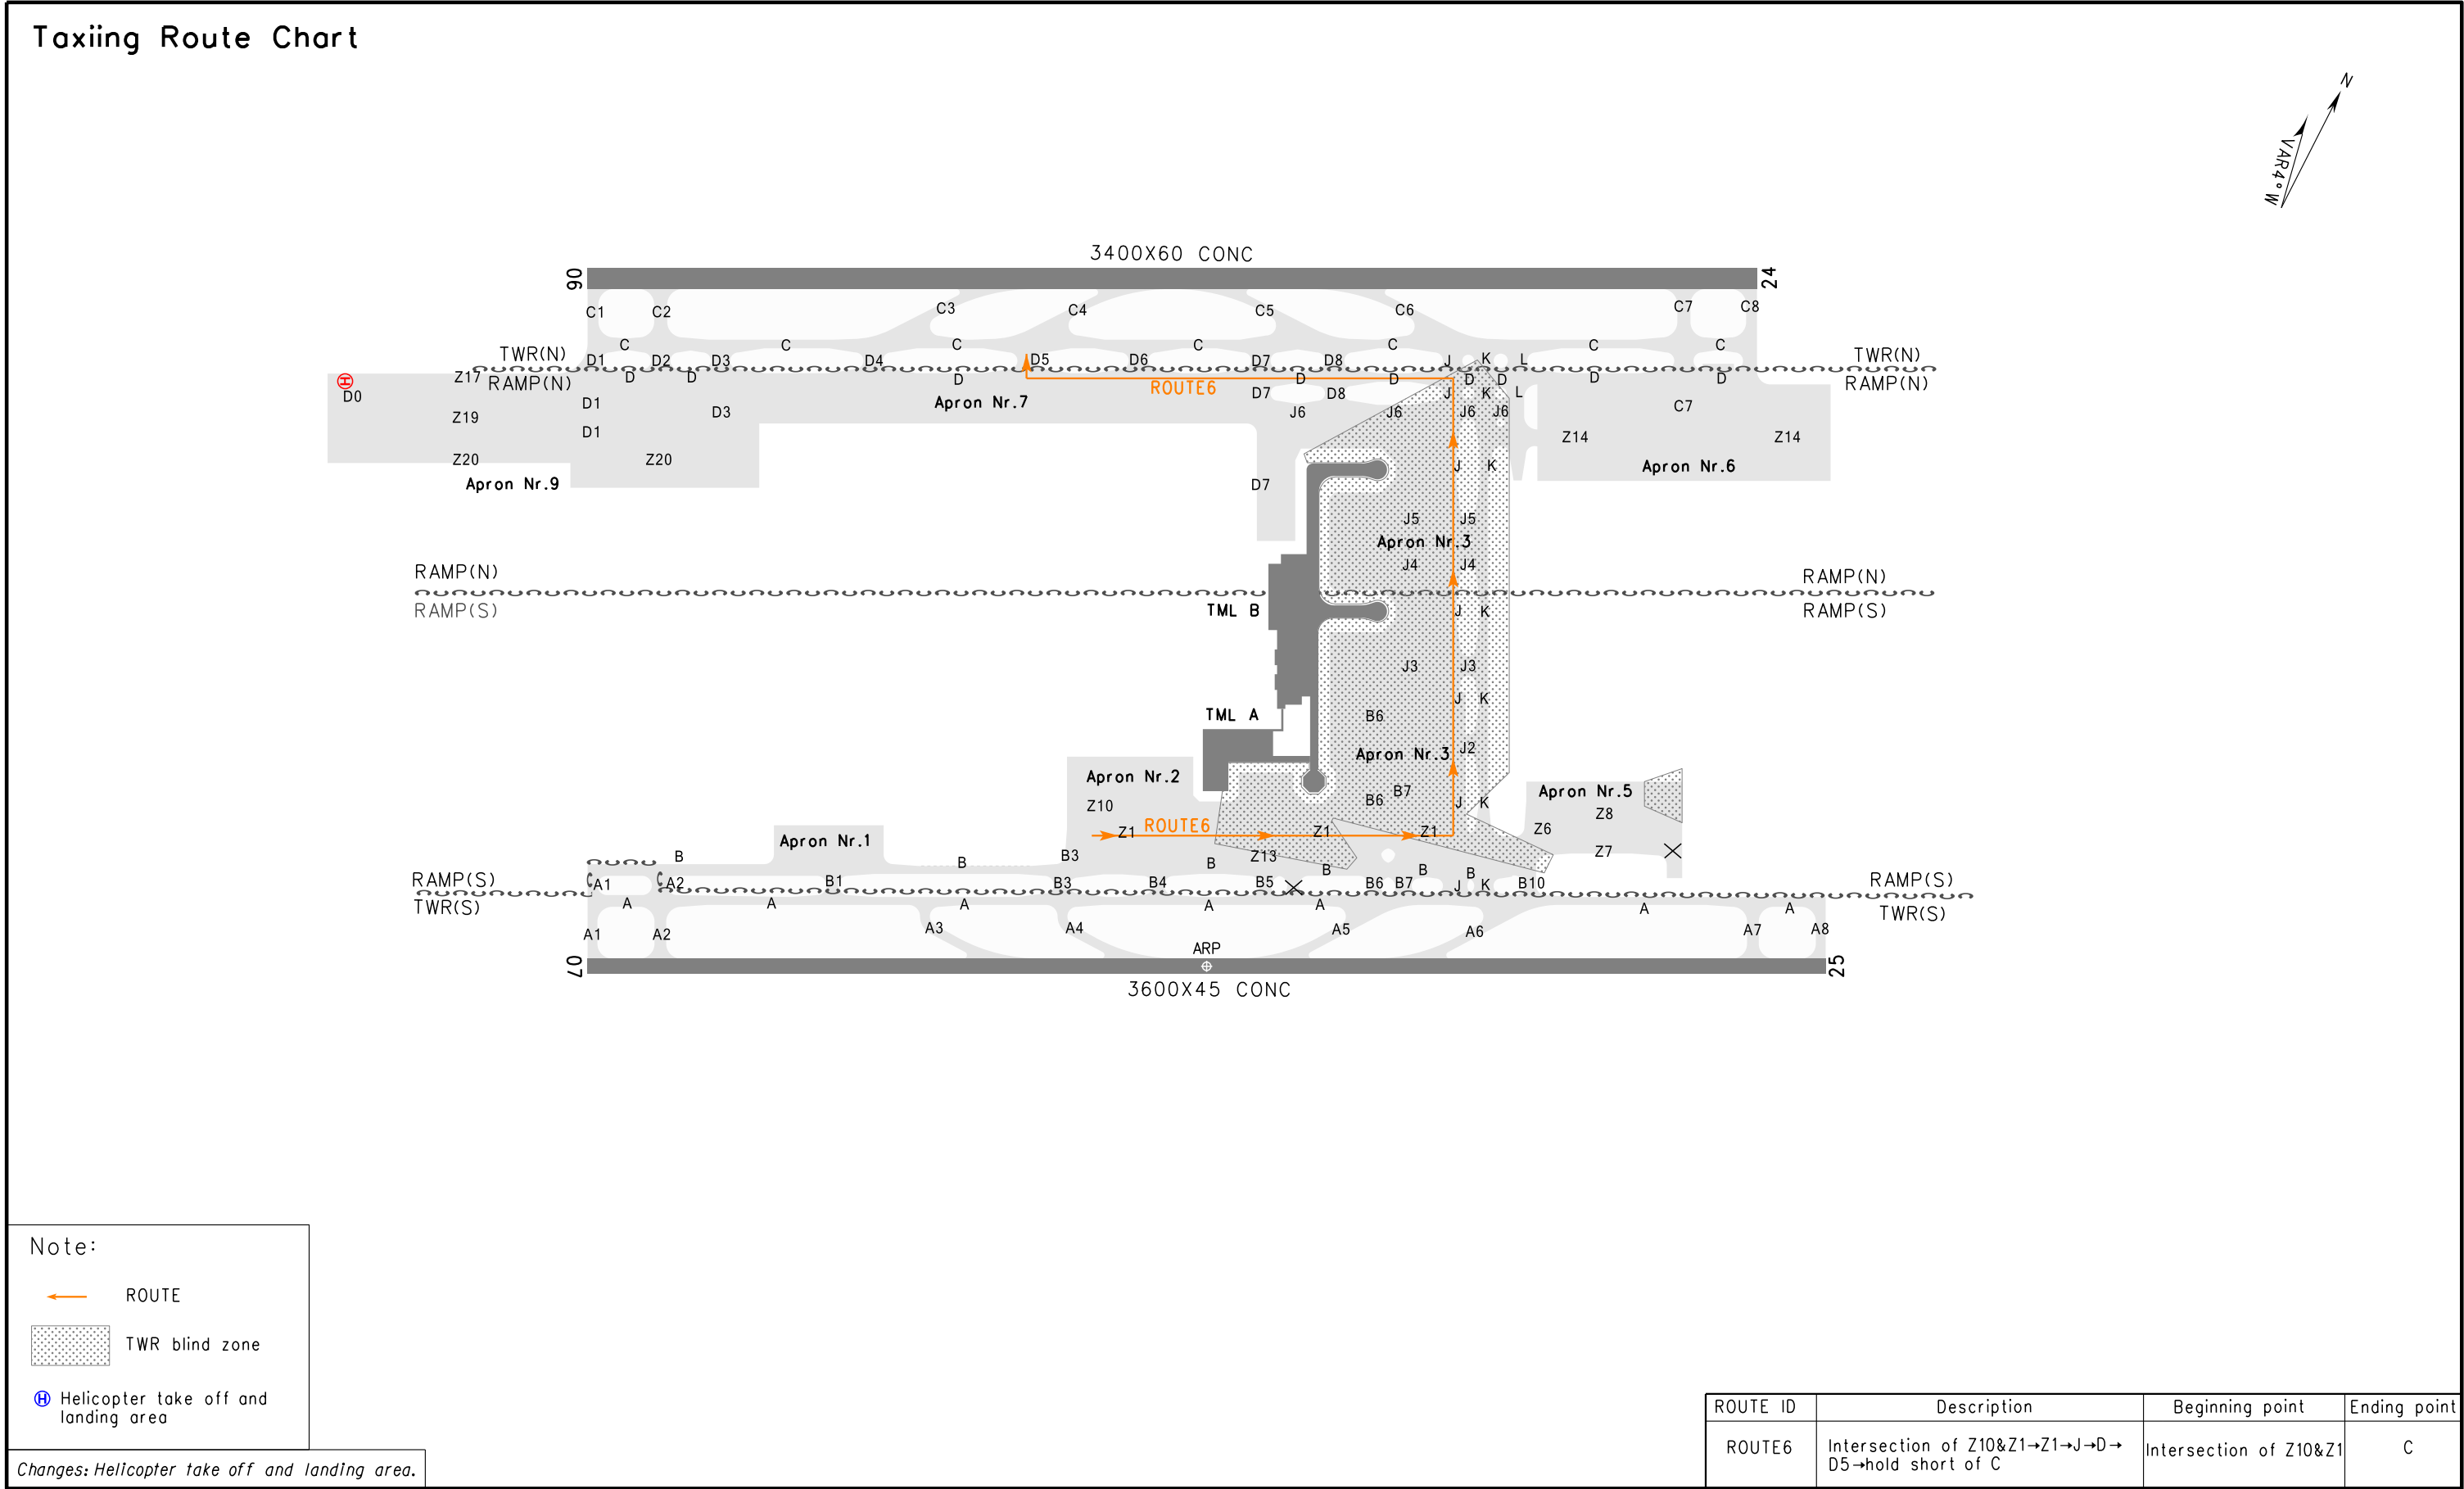 Taxiing Route Chart
N
VAR4°W
3400X60 CONC
06
24
C1
C2
C3
C4
C5
C6
C7
C8
C
C
C
C
C
C
C
TWR(N)
D1
D2
D3
D4
D5
D6
D7
D8
J
K
L
TWR(N)
Z17
RAMP(N)
D
D
D
D
D
D
D
D
D
RAMP(N)
D0
D1
Apron Nr.7
ROUTE6
D7
D8
J
K
L
Z19
D3
J6
J6
J6
J6
C7
D1
Z14
Z14
Z20
Z20
J
K
Apron Nr.6
Apron Nr.9
D7
J5
J5
Apron Nr.3
J4
J4
RAMP(N)
RAMP(N)
RAMP(S)
TML B
J
K
RAMP(S)
J3
J3
J
K
TML A
B6
J2
Apron Nr.3
Apron Nr.2
Apron Nr.5
Z10
B6
B7
J
K
Z8
Apron Nr.1
Z1
ROUTE6
Z1
Z1
Z6
B
B
B3
B
Z13
B
B
B
Z7
RAMP(S)
A1
A2
B1
B3
B4
B5
B6
B7
J
K
B10
RAMP(S)
TWR(S)
A
A
A
A
A
A
A
TWR(S)
A1
A2
A3
A4
A5
A6
A7
A8
ARP
07
25
3600X45 CONC
Note:
ROUTE
TWR blind zone
H Helicopter take off and
landing area
Changes: Helicopter take off and landing area.
ROUTE ID Description Beginning point Ending point
ROUTE6 Intersection of Z10&Z1→Z1→J→D→ Intersection of Z10&Z1 C
D5→hold short of C